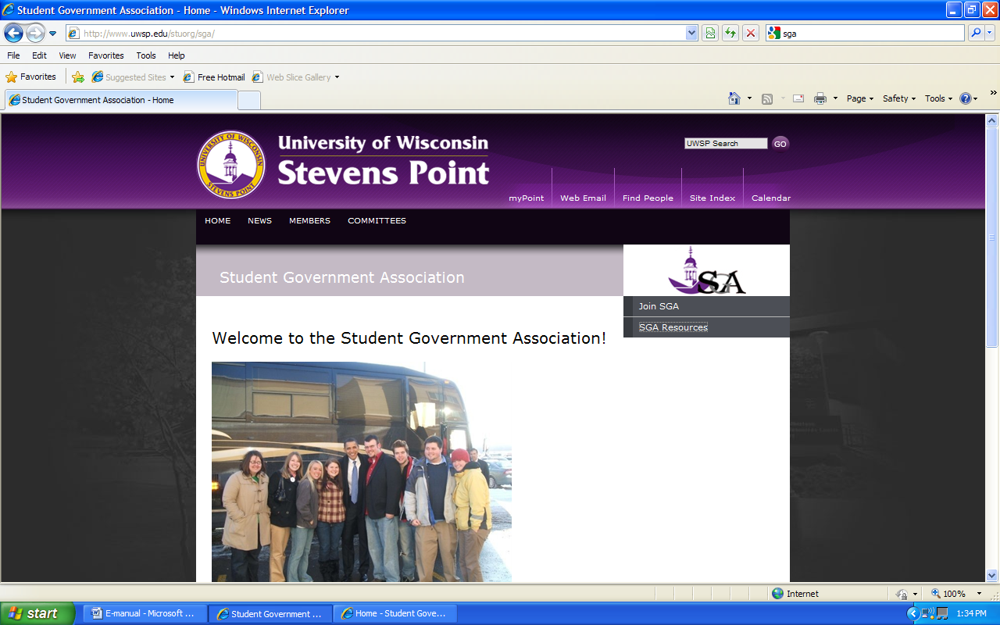 Student Government Association - Home - Windows Internet Explorer
http://www.uwsp.edu/stuorg/sga/
sga
File Edit View Favorites Tools Help
Favorites Suggested Sites Free Hotmail Web Slice Gallery
Student Government Association - Home
Page Safety Tools »
UNIVERSITY OF WISCONSIN STEVENS POINT
University of Wisconsin
Stevens Point
UWSP Search GO
myPoint Web Email Find People Site Index Calendar
HOME NEWS MEMBERS COMMITTEES
Student Government Association
SGA
Join SGA
SGA Resources
Welcome to the Student Government Association!
Internet 100%
start E-manual - Microsoft ... Student Government ... Home - Student Gove... 1:34 PM